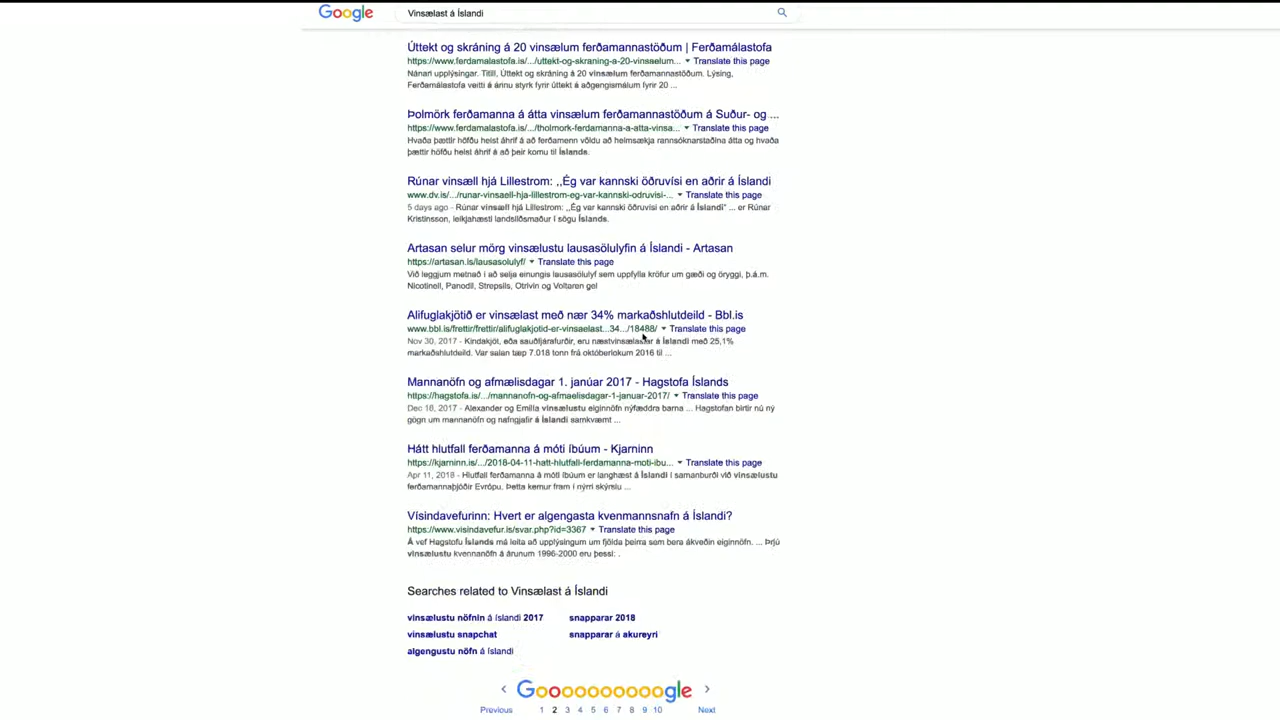 Google
Vinsælast á Íslandi
Úttekt og skráning á 20 vinsælum ferðamannastöðum | Ferðamálastofa
https://www.ferdamalastofa.is/.../uttekt-og-skraning-a-20-vinsaelum... ▼ Translate this page
Nánari upplýsingar. Titill, Úttekt og skráning á 20 vinsælum ferðamannastöðum. Lýsing,
Ferðamálastofa veitti á árinu styrk fyrir úttekt á aðgengismálum fyrir 20 ...
Þolmörk ferðamanna á átta vinsælum ferðamannastöðum á Suður- og ...
https://www.ferdamalastofa.is/.../tholmork-ferdamanna-a-atta-vinsa... ▼ Translate this page
Hvaða þættir höfðu helst áhrif á að ferðamenn völdu að heimsækja rannsóknarstaðina átta og hvaða
þættir höfðu helst áhrif á að þeir komu til Íslands.
Rúnar vinsæll hjá Lillestrom: ,,Ég var kannski öðruvísi en aðrir á Íslandi
www.dv.is/.../runar-vinsaell-hja-lillestrom-eg-var-kannski-odruvisi-... ▼ Translate this page
5 days ago - Rúnar vinsæll hjá Lillestrom: ,,Ég var kannski öðruvísi en aðrir á Íslandi" ... er Rúnar
Kristinsson, leikjahæsti landsliðsmaður í sögu Íslands.
Artasan selur mörg vinsælustu lausasölulyfin á Íslandi - Artasan
https://artasan.is/lausasolulyf/ ▼ Translate this page
Við leggjum metnað í að selja einungis lausasölulyf sem uppfylla kröfur um gæði og öryggi, þ.á.m.
Nicotinell, Panodil, Strepsils, Otrivin og Voltaren gel
Alifuglakjötið er vinsælast með nær 34% markaðshlutdeild - Bbl.is
www.bbl.is/frettir/frettir/alifuglakjotid-er-vinsaelast...34.../18488/ ▼ Translate this page
Nov 30, 2017 - Kindakjöt, eða sauðfjárafurðir, eru næstvinsælastar á Íslandi með 25,1%
markaðshlutdeild. Var salan tæp 7.018 tonn frá októberlokum 2016 til ...
Mannanöfn og afmælisdagar 1. janúar 2017 - Hagstofa Íslands
https://hagstofa.is/.../mannanofn-og-afmaelisdagar-1-januar-2017/ ▼ Translate this page
Dec 18, 2017 - Alexander og Emilía vinsælustu eiginnöfn nýfæddra barna ... Hagstofan birtir nú ný
gögn um mannanöfn og nafngjafir á Íslandi samkvæmt ...
Hátt hlutfall ferðamanna á móti íbúum - Kjarninn
https://kjarninn.is/.../2018-04-11-hatt-hlutfall-ferdamanna-moti-ibu... ▼ Translate this page
Apr 11, 2018 - Hlutfall ferðamanna á móti íbúum er langhæst á Íslandi í samanburði við vinsælustu
ferðamannaþjóðir Evrópu. Þetta kemur fram í nýrri skýrslu ...
Vísindavefurinn: Hvert er algengasta kvenmannsnafn á Íslandi?
https://www.visindavefur.is/svar.php?id=3367 ▼ Translate this page
Á vef Hagstofu Íslands má leita að upplýsingum um fjölda þeirra sem bera ákveðin eiginnöfn. ... Þrjú
vinsælustu kvennanöfn á árunum 1996-2000 eru þessi: .
Searches related to Vinsælast á Íslandi
vinsælustu nöfnin á íslandi 2017 snapparar 2018
vinsælustu snapchat snapparar á akureyri
algengustu nöfn á íslandi
< Goooooooooogle >
Previous 1 2 3 4 5 6 7 8 9 10 Next